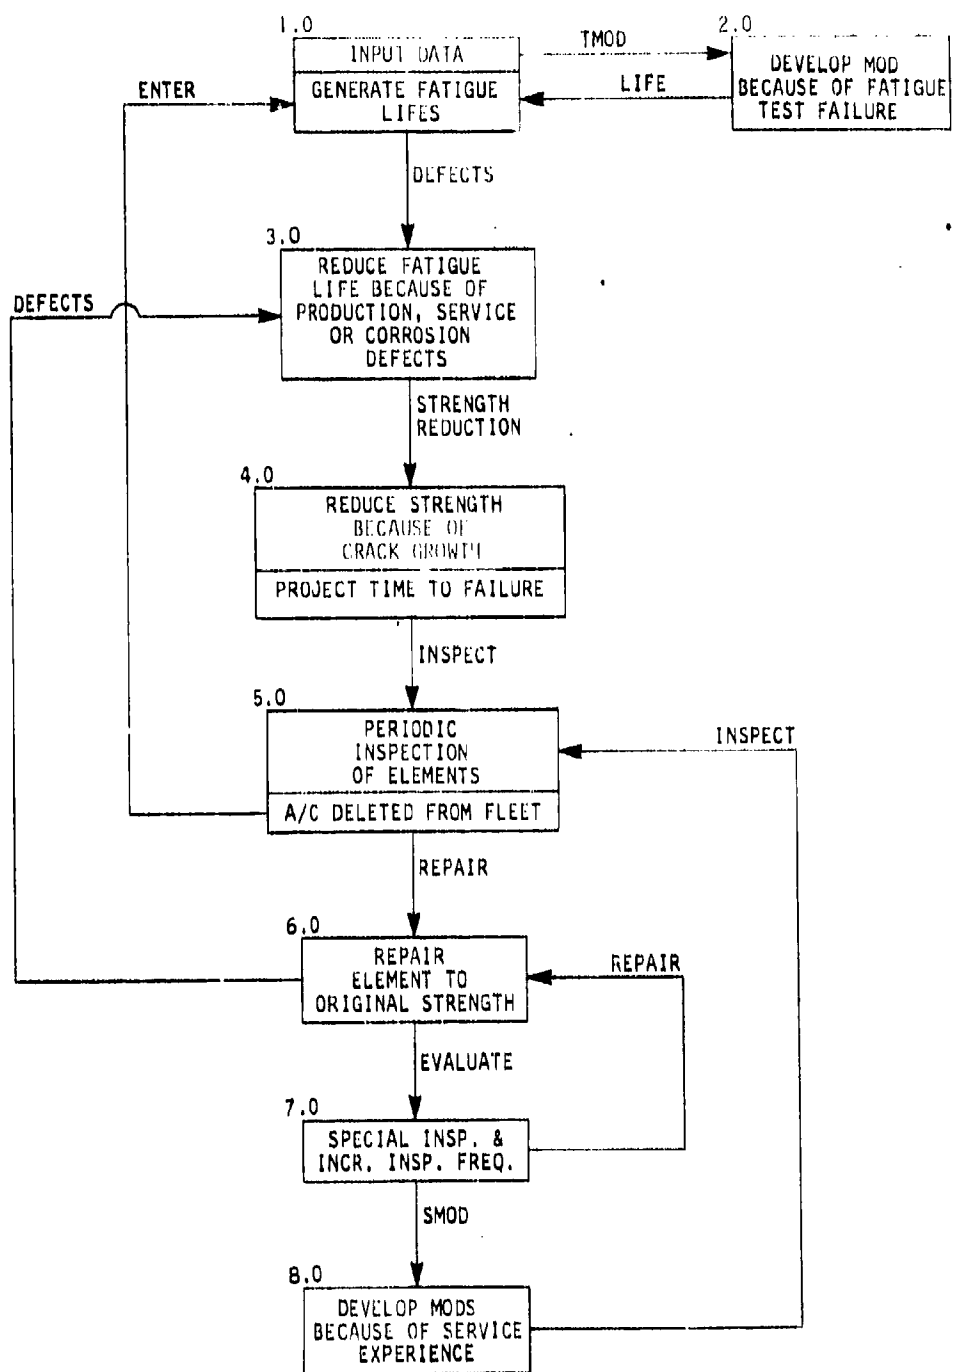 1.0
INPUT DATA
GENERATE FATIGUE
LIFES
TMOD
LIFE
2.0
DEVELOP MOD
BECAUSE OF FATIGUE
TEST FAILURE
ENTER
DEFECTS
3.0
REDUCE FATIGUE
LIFE BECAUSE OF
PRODUCTION, SERVICE
OR CORROSION
DEFECTS
DEFECTS
STRENGTH
REDUCTION
4.0
REDUCE STRENGTH
BECAUSE OF
CRACK GROWTH
PROJECT TIME TO FAILURE
INSPECT
5.0
PERIODIC
INSPECTION
OF ELEMENTS
A/C DELETED FROM FLEET
INSPECT
REPAIR
6.0
REPAIR
ELEMENT TO
ORIGINAL STRENGTH
REPAIR
EVALUATE
7.0
SPECIAL INSP. &
INCR. INSP. FREQ.
SMOD
8.0
DEVELOP MODS
BECAUSE OF SERVICE
EXPERIENCE